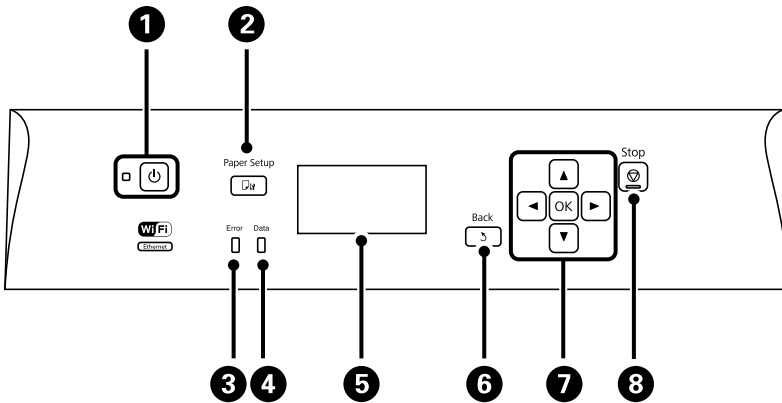 1
2
Paper Setup
Stop
OK
Back
WiFi
Ethernet
Error
Data
3
4
5
6
7
8